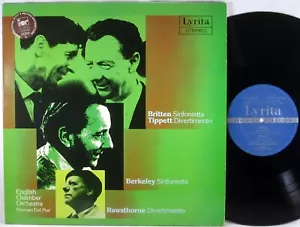 Lyrita
STEREO
Britten Sinfonietta
Tippett Divertimento
Berkeley Sinfonietta
English
Chamber
Orchestra
Norman Del Mar
Rawsthorne Divertimento
Lyrita